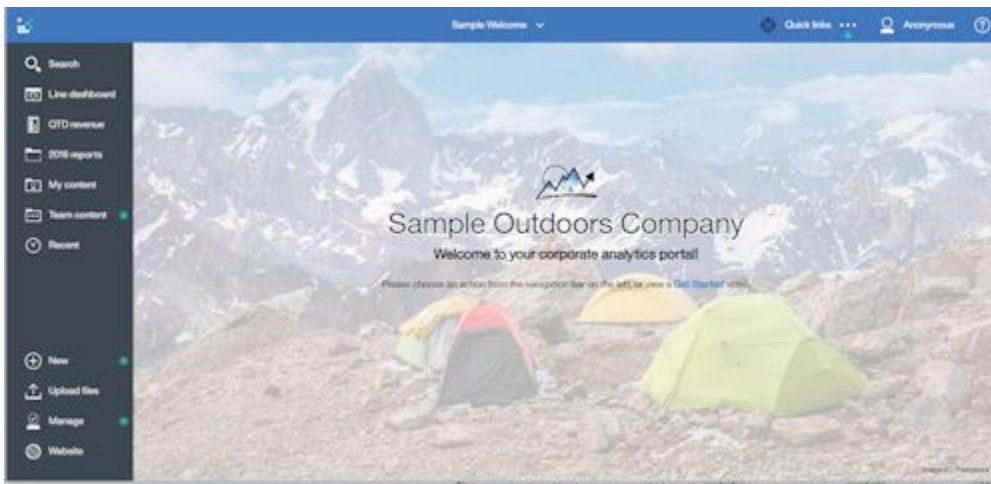 Sample Welcome
Quick links
Anonymous
Search
Line dashboard
QTD revenue
2016 reports
My content
Team content
Recent
New
Upload files
Manage
Website
Sample Outdoors Company
Welcome to your corporate analytics portal!
Please choose an action from the navigation bar on the left, or view a Get Started video.